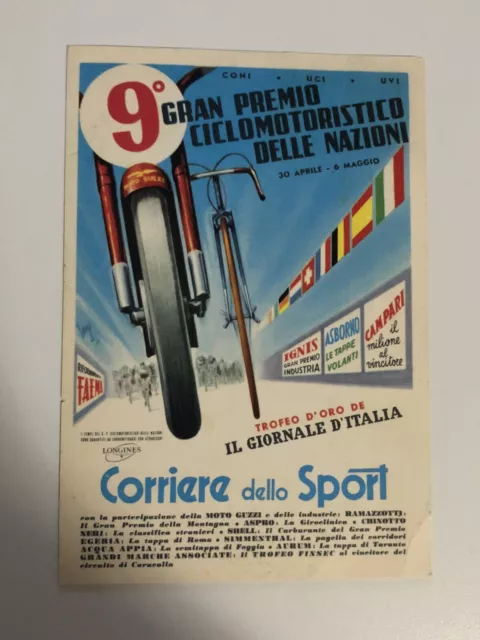 CONI • UCI • UVI
9°
GRAN PREMIO
CICLOMOTORISTICO
DELLE NAZIONI
30 APRILE - 6 MAGGIO
MOTO GUZZI
FAEMA
IGNIS
GRAN PREMIO
INDUSTRIA
ASBORNO
LE TAPPE
VOLANTI
CAMPARI
il
milione
al
vincitore
TROFEO D'ORO DE
IL GIORNALE D'ITALIA
LONGINES
Corriere dello Sport
con la partecipazione della MOTO GUZZI e delle industrie: RAMAZZOTTI:
Il Gran Premio della Montagna • ASPRO: La Giroclinica • CHINOTTO
NERI: La classifica stranieri • SHELL: Il Carburante del Gran Premio
EGERIA: La tappa di Roma • SIMMENTHAL: La pagella dei corridori
ACQUA APPIA: La semitappa di Foggia • AURUM: La tappa di Taranto
GRANDI MARCHE ASSOCIATE: Il TROFEO FINSEC al vincitore del
circuito di Caracalla